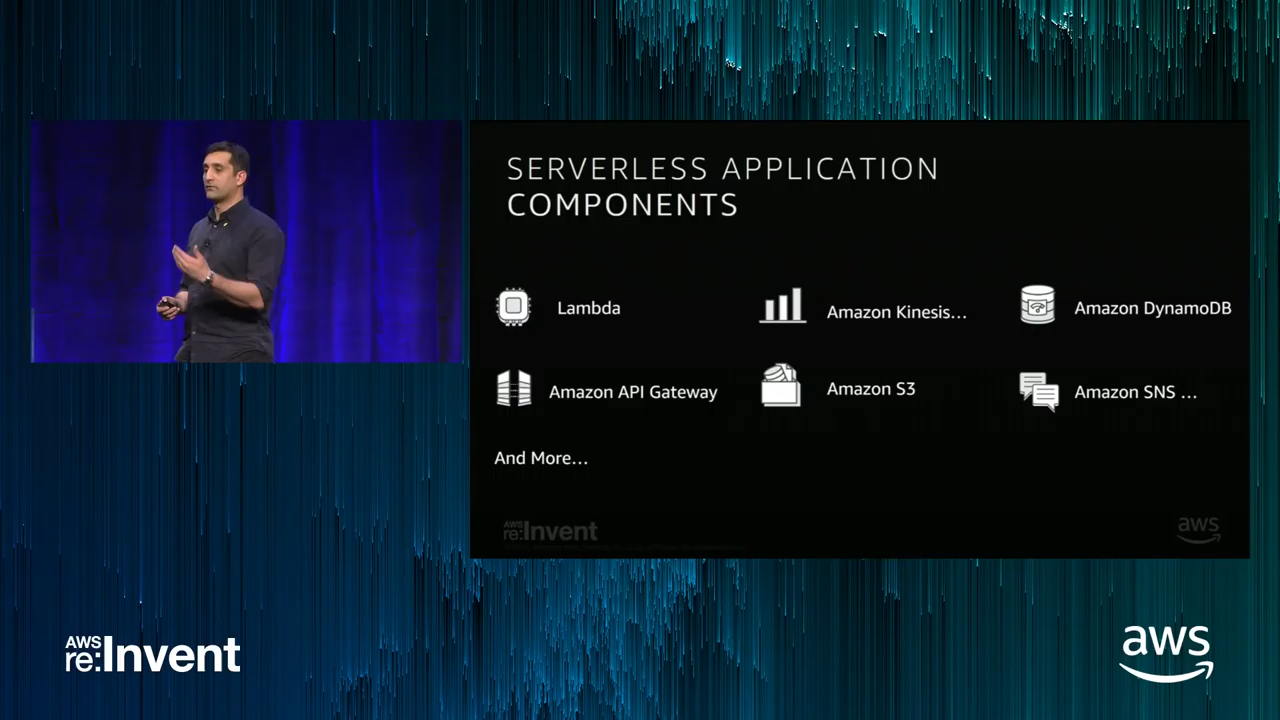 SERVERLESS APPLICATION
COMPONENTS
Lambda
Amazon Kinesis...
Amazon DynamoDB
Amazon API Gateway
Amazon S3
Amazon SNS ...
And More...
AWS
re:Invent
aws
AWS
re:Invent
aws